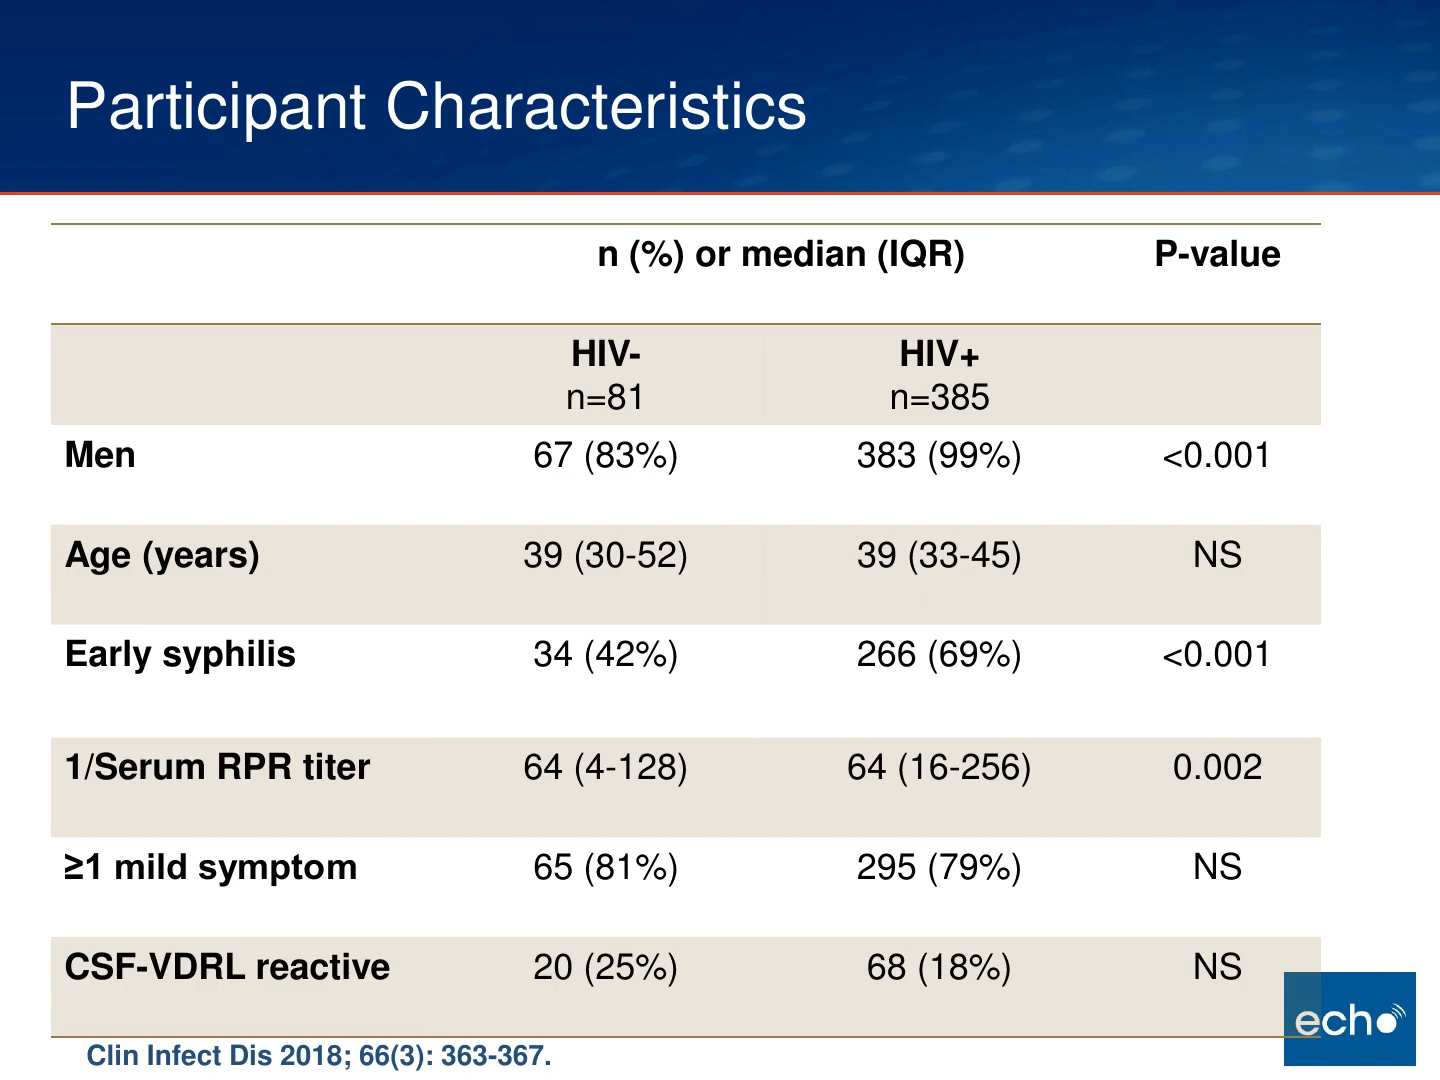 Participant Characteristics
n (%) or median (IQR) P-value
HIV- HIV+
n=81 n=385
Men 67 (83%) 383 (99%) <0.001
Age (years) 39 (30-52) 39 (33-45) NS
Early syphilis 34 (42%) 266 (69%) <0.001
1/Serum RPR titer 64 (4-128) 64 (16-256) 0.002
≥1 mild symptom 65 (81%) 295 (79%) NS
CSF-VDRL reactive 20 (25%) 68 (18%) NS
echo
Clin Infect Dis 2018; 66(3): 363-367.